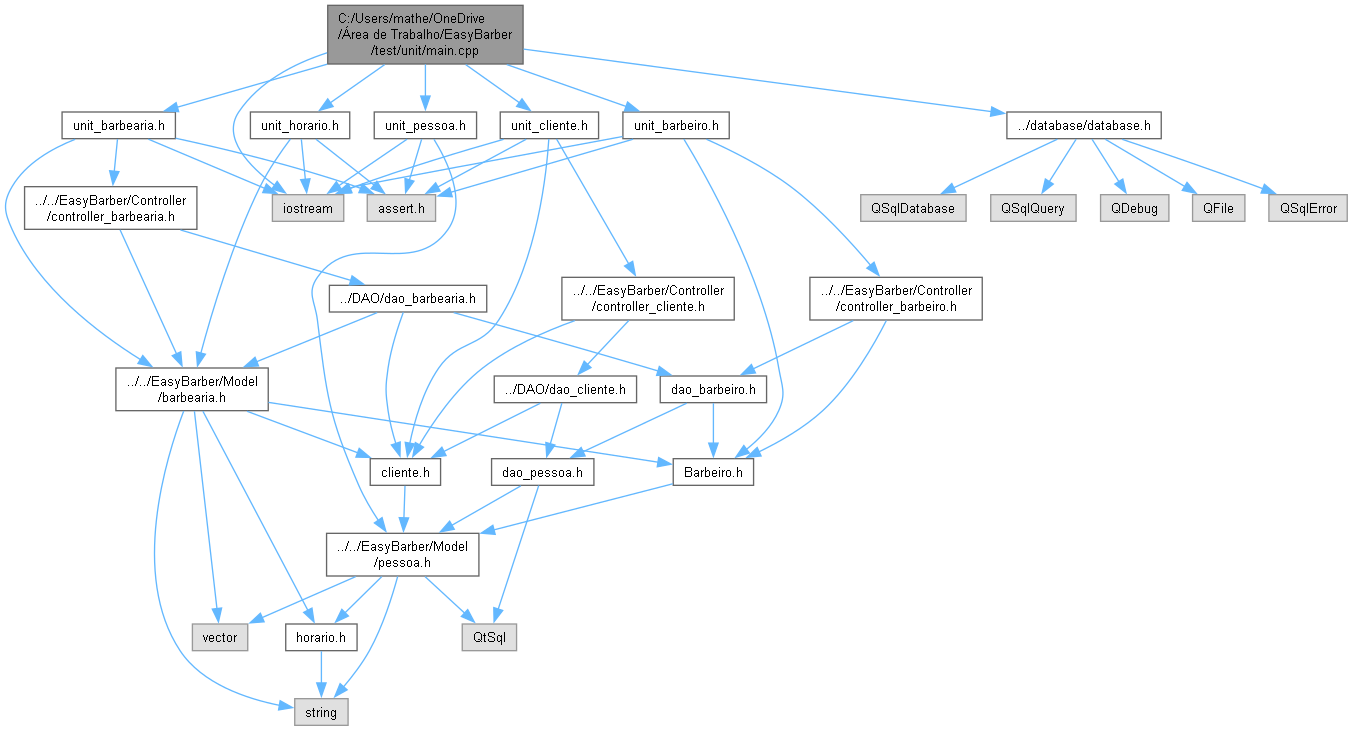 C:/Users/mathe/OneDrive
/Área de Trabalho/EasyBarber
/test/unit/main.cpp
unit_barbearia.h
unit_horario.h
unit_pessoa.h
unit_cliente.h
unit_barbeiro.h
../database/database.h
../../EasyBarber/Controller
/controller_barbearia.h
iostream
assert.h
QSqlDatabase
QSqlQuery
QDebug
QFile
QSqlError
../DAO/dao_barbearia.h
../../EasyBarber/Controller
/controller_cliente.h
../../EasyBarber/Controller
/controller_barbeiro.h
../../EasyBarber/Model
/barbearia.h
../DAO/dao_cliente.h
dao_barbeiro.h
cliente.h
dao_pessoa.h
Barbeiro.h
../../EasyBarber/Model
/pessoa.h
vector
horario.h
QtSql
string